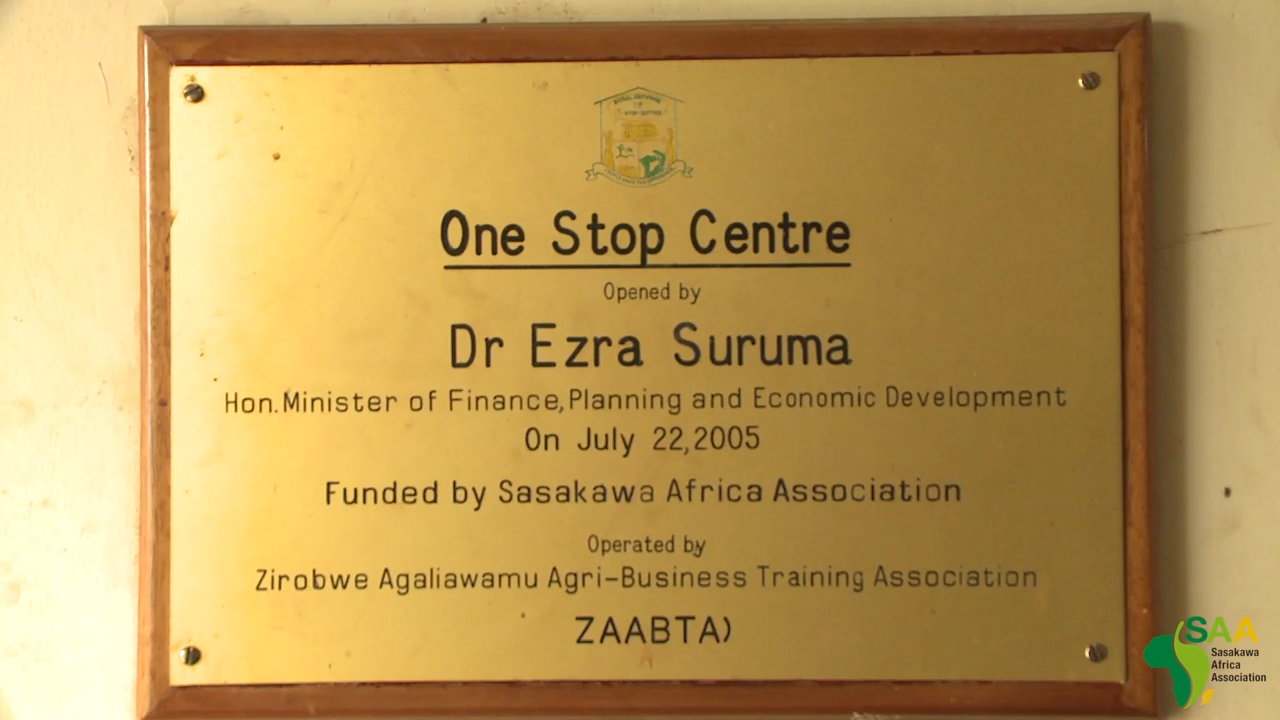 One Stop Centre
Opened by
Dr Ezra Suruma
Hon. Minister of Finance, Planning and Economic Development
On July 22, 2005
Funded by Sasakawa Africa Association
Operated by
Zirobwe Agaliawamu Agri-Business Training Association
ZAABTA)
SAA
Sasakawa
Africa
Association